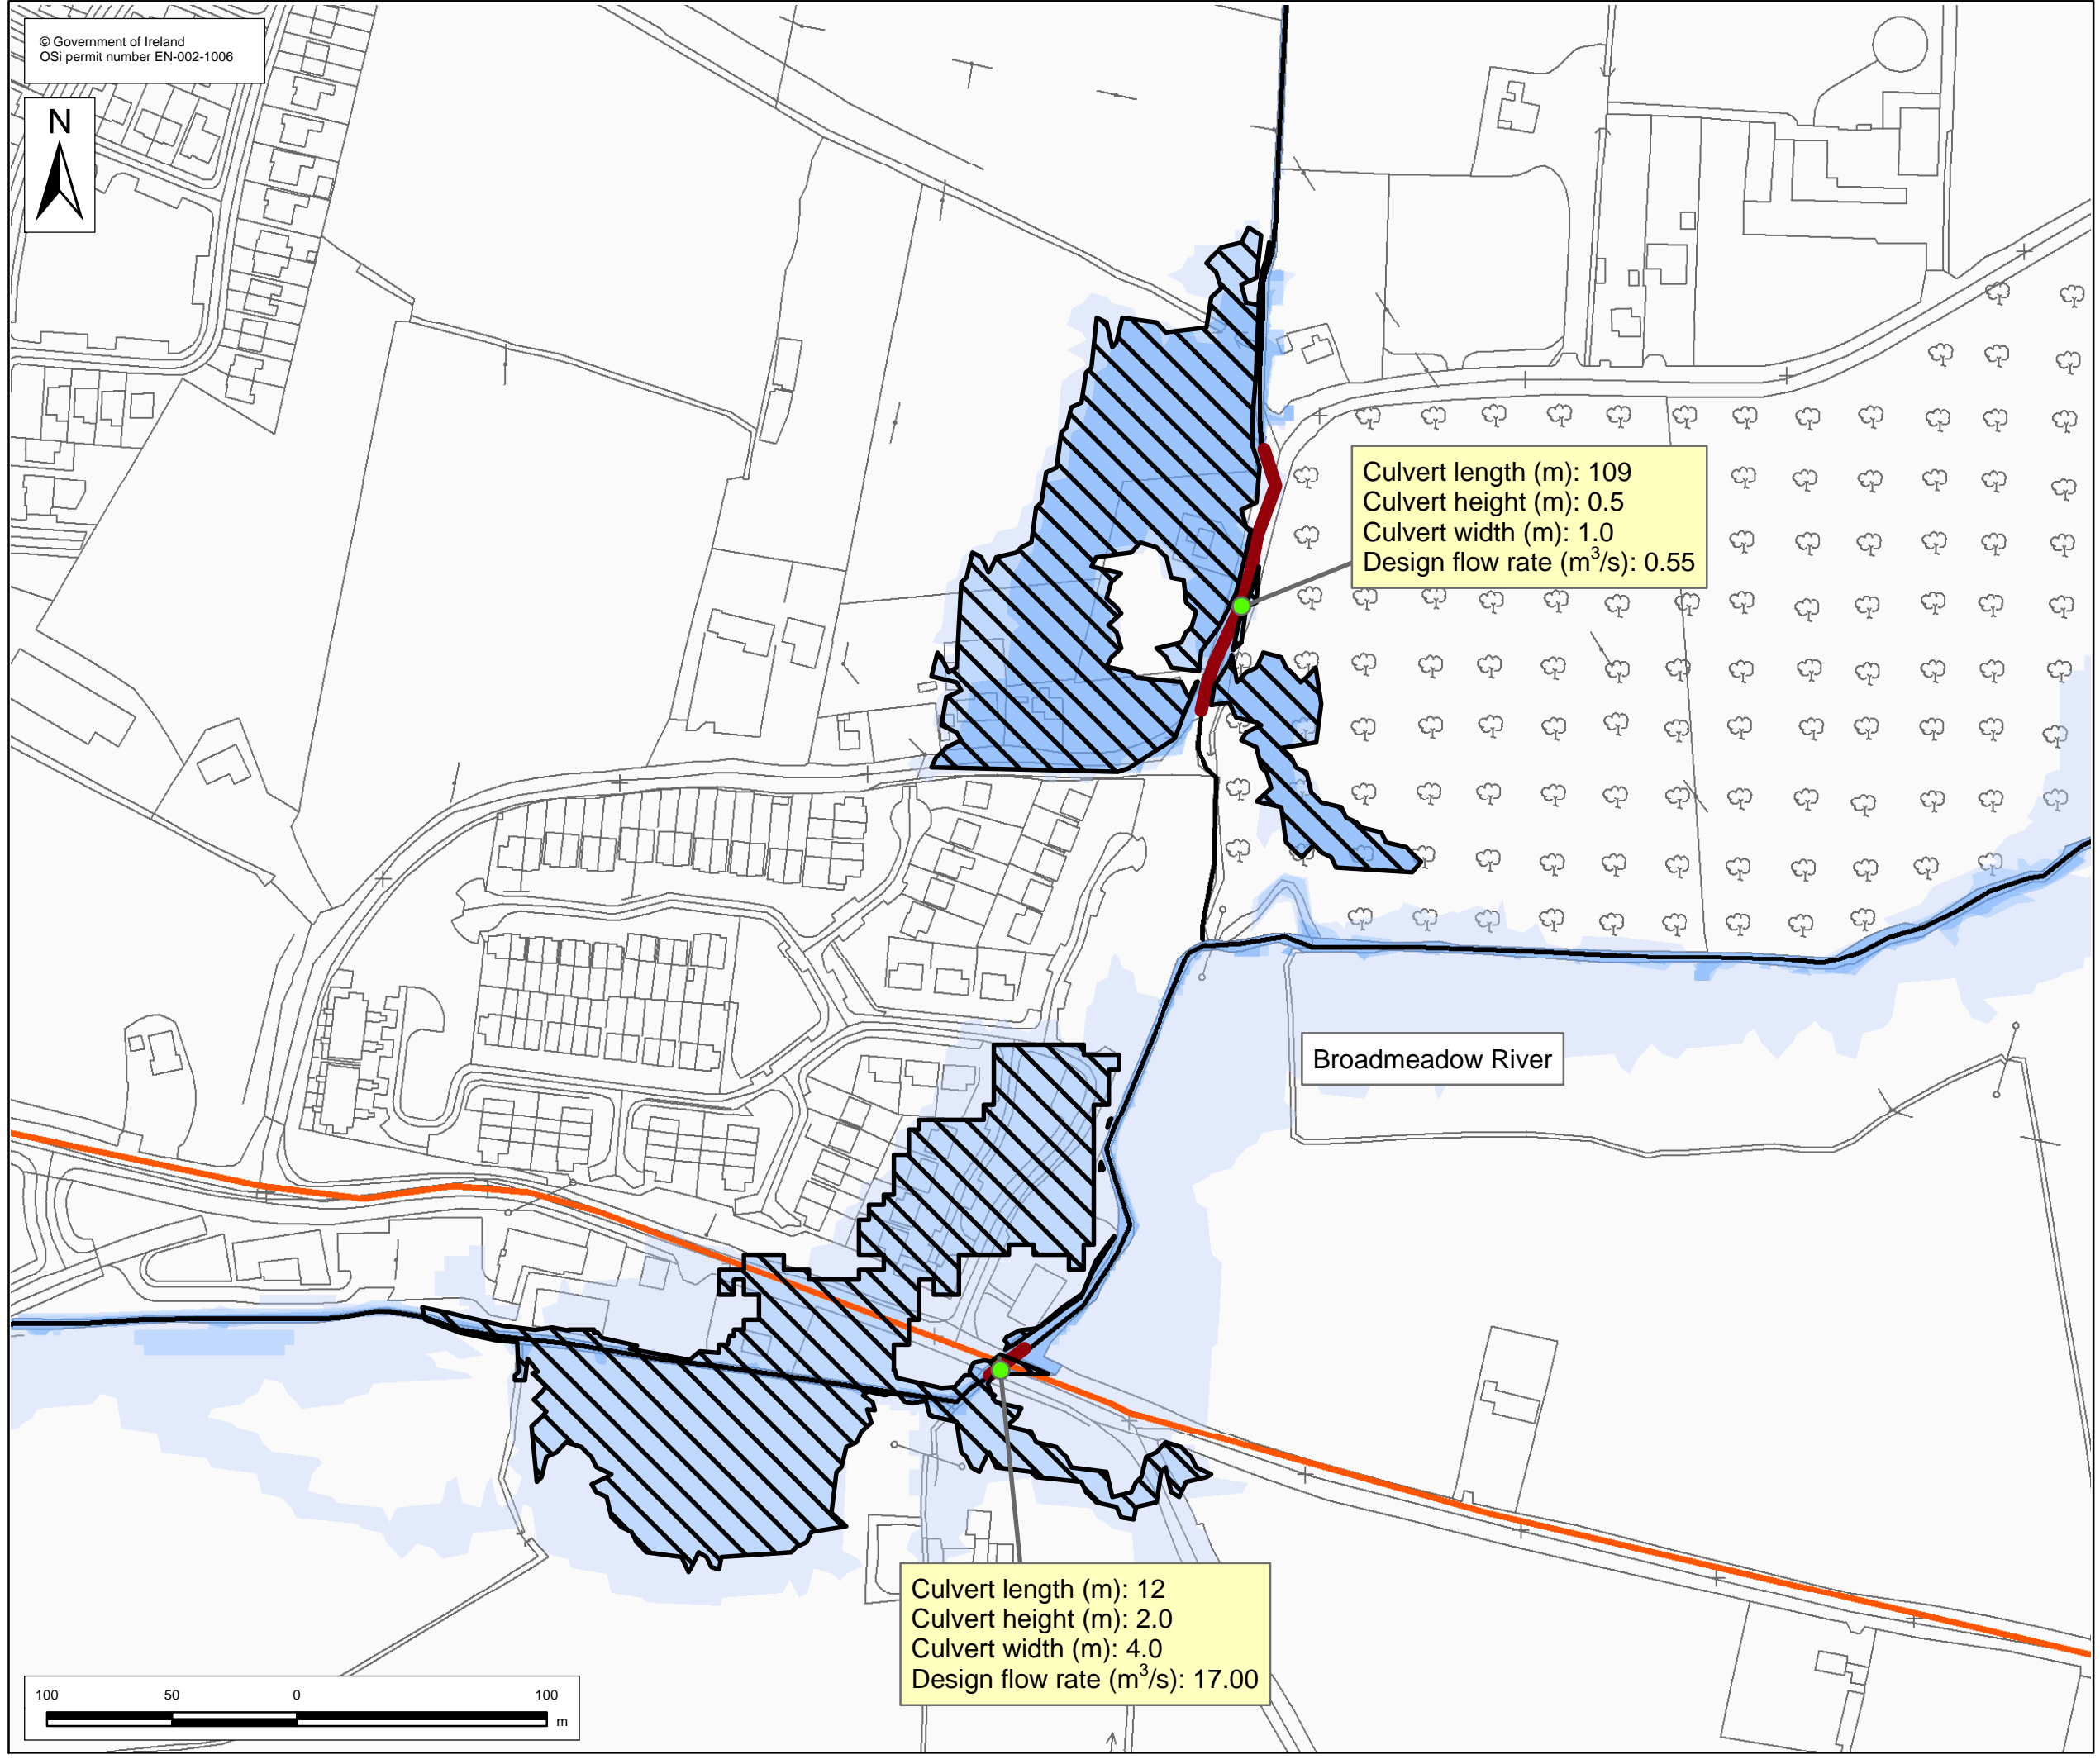 © Government of Ireland
OSi permit number EN-002-1006
N
Culvert length (m): 109
Culvert height (m): 0.5
Culvert width (m): 1.0
Design flow rate (m³/s): 0.55
Broadmeadow River
Culvert length (m): 12
Culvert height (m): 2.0
Culvert width (m): 4.0
Design flow rate (m³/s): 17.00
100 50 0 100
m